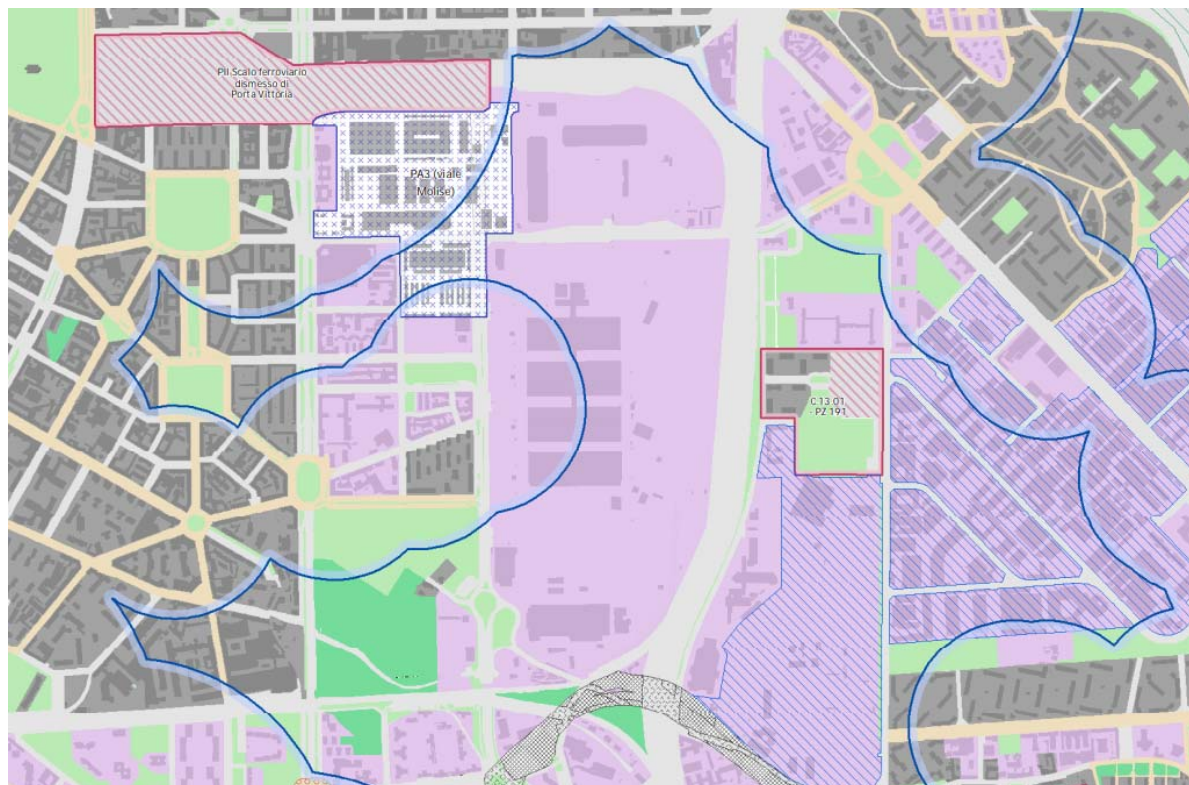 PII Scalo ferroviario
dismesso di
Porta Vittoria
PA3 (viale
Molise)
C 13.01
- PZ 191